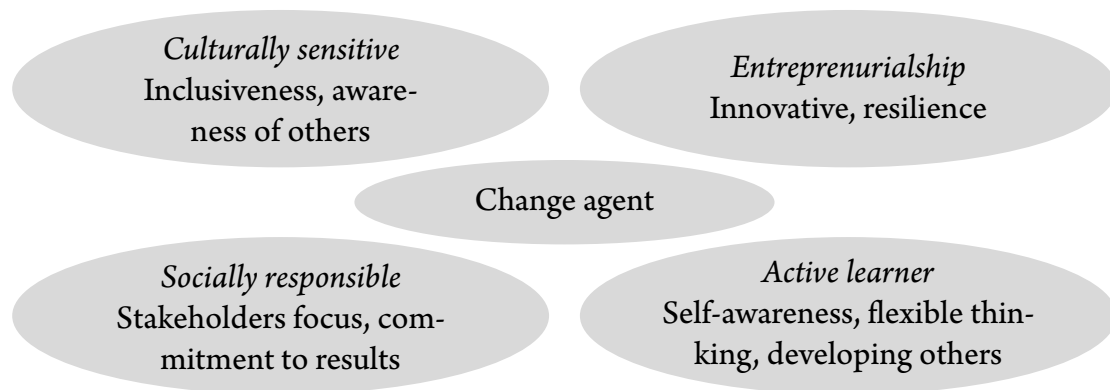 Culturally sensitive
Inclusiveness, aware-
ness of others
Entreprenurialship
Innovative, resilience
Change agent
Socially responsible
Stakeholders focus, com-
mitment to results
Active learner
Self-awareness, flexible thin-
king, developing others